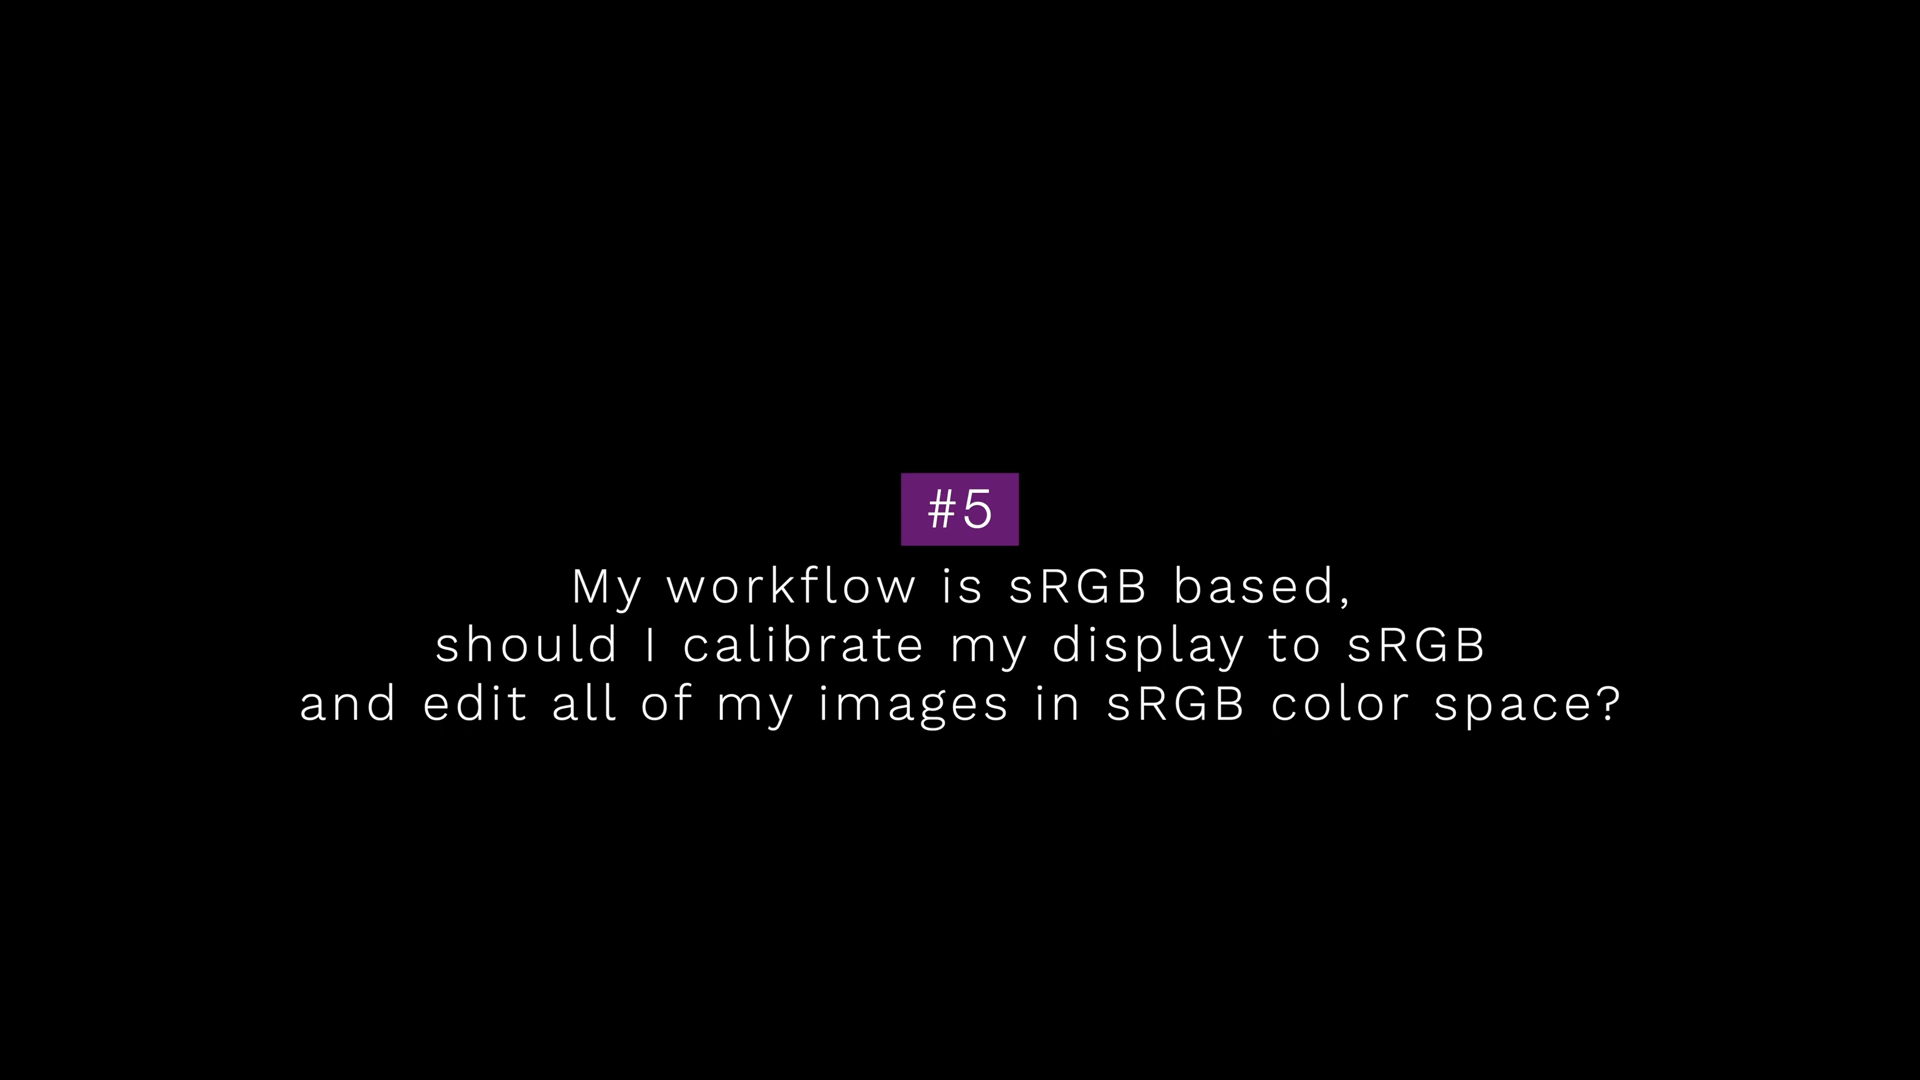 #5
My workflow is sRGB based,
should I calibrate my display to sRGB
and edit all of my images in sRGB color space?